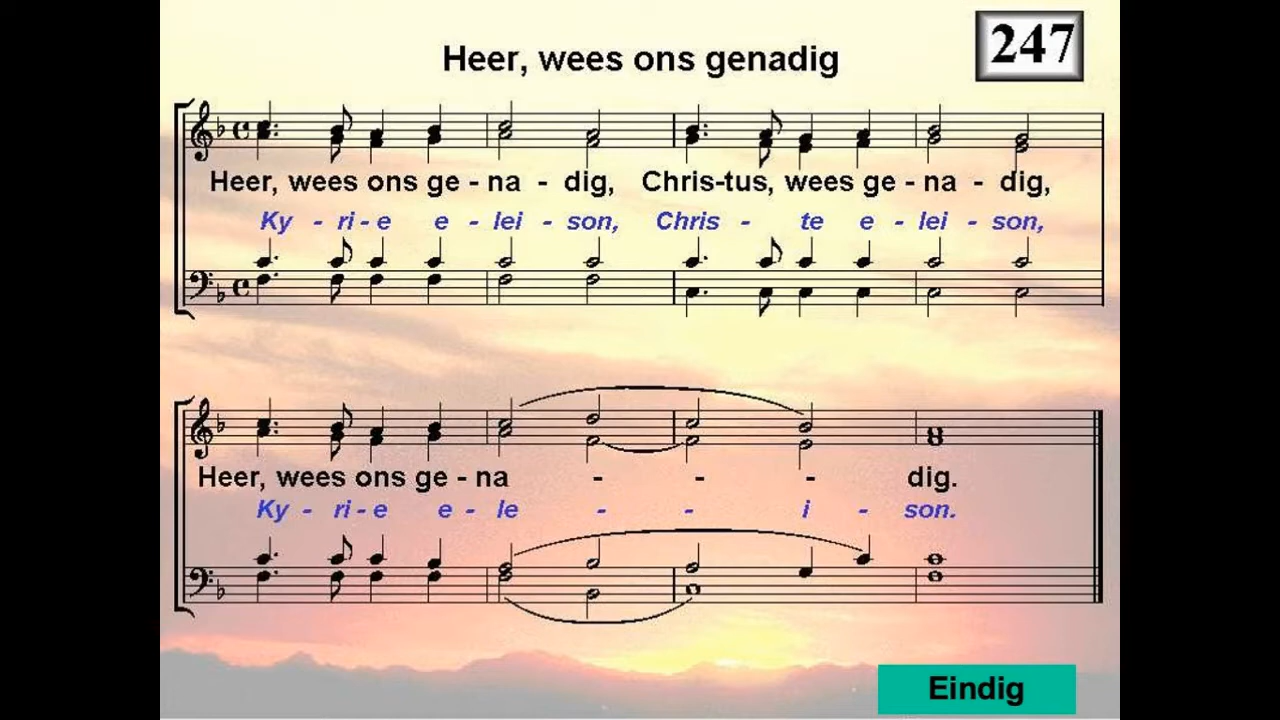 247
Heer, wees ons genadig
Heer, wees ons ge - na - dig, Chris-tus, wees ge - na - dig,
Ky - ri - e e - lei - son, Chris - te e - lei - son,
Heer, wees ons ge - na - - - dig.
Ky - ri - e e - le - - i - son.
Eindig